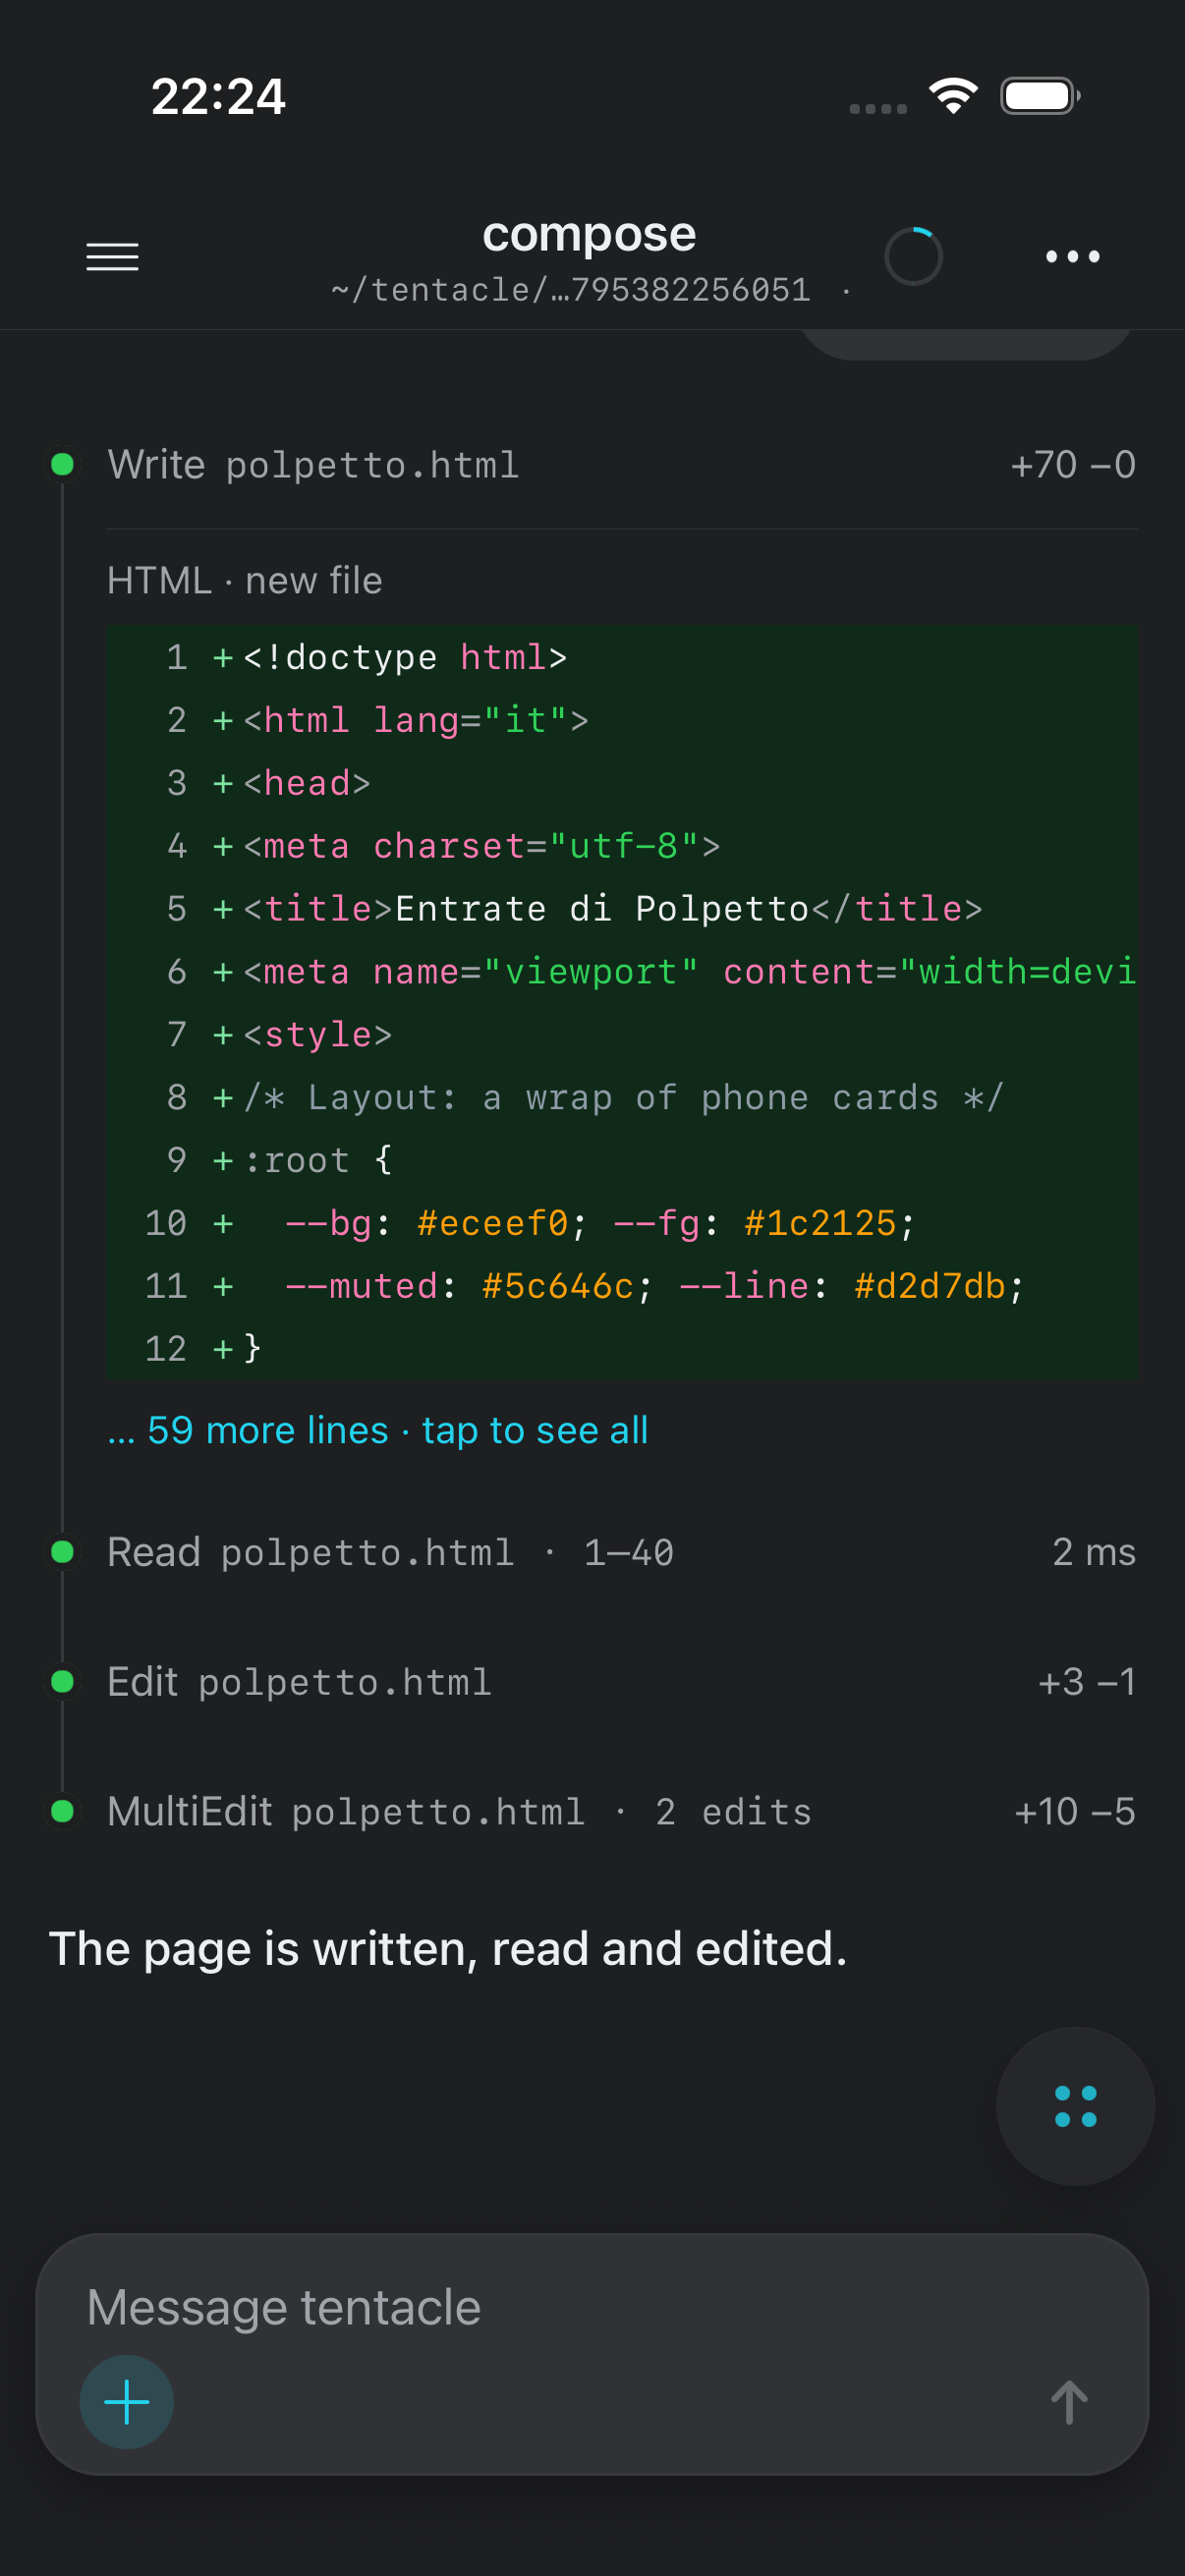 22:24
compose
~/tentacle/…795382256051 ·
Write polpetto.html +70 −0
HTML · new file
1 +<!doctype html>
2 +<html lang="it">
3 +<head>
4 +<meta charset="utf-8">
5 +<title>Entrate di Polpetto</title>
6 +<meta name="viewport" content="width=devi
7 +<style>
8 +/* Layout: a wrap of phone cards */
9 +:root {
10 +  --bg: #eceef0; --fg: #1c2125;
11 +  --muted: #5c646c; --line: #d2d7db;
12 +}
… 59 more lines · tap to see all
Read polpetto.html · 1–40 2 ms
Edit polpetto.html +3 −1
MultiEdit polpetto.html · 2 edits +10 −5
The page is written, read and edited.
Message tentacle